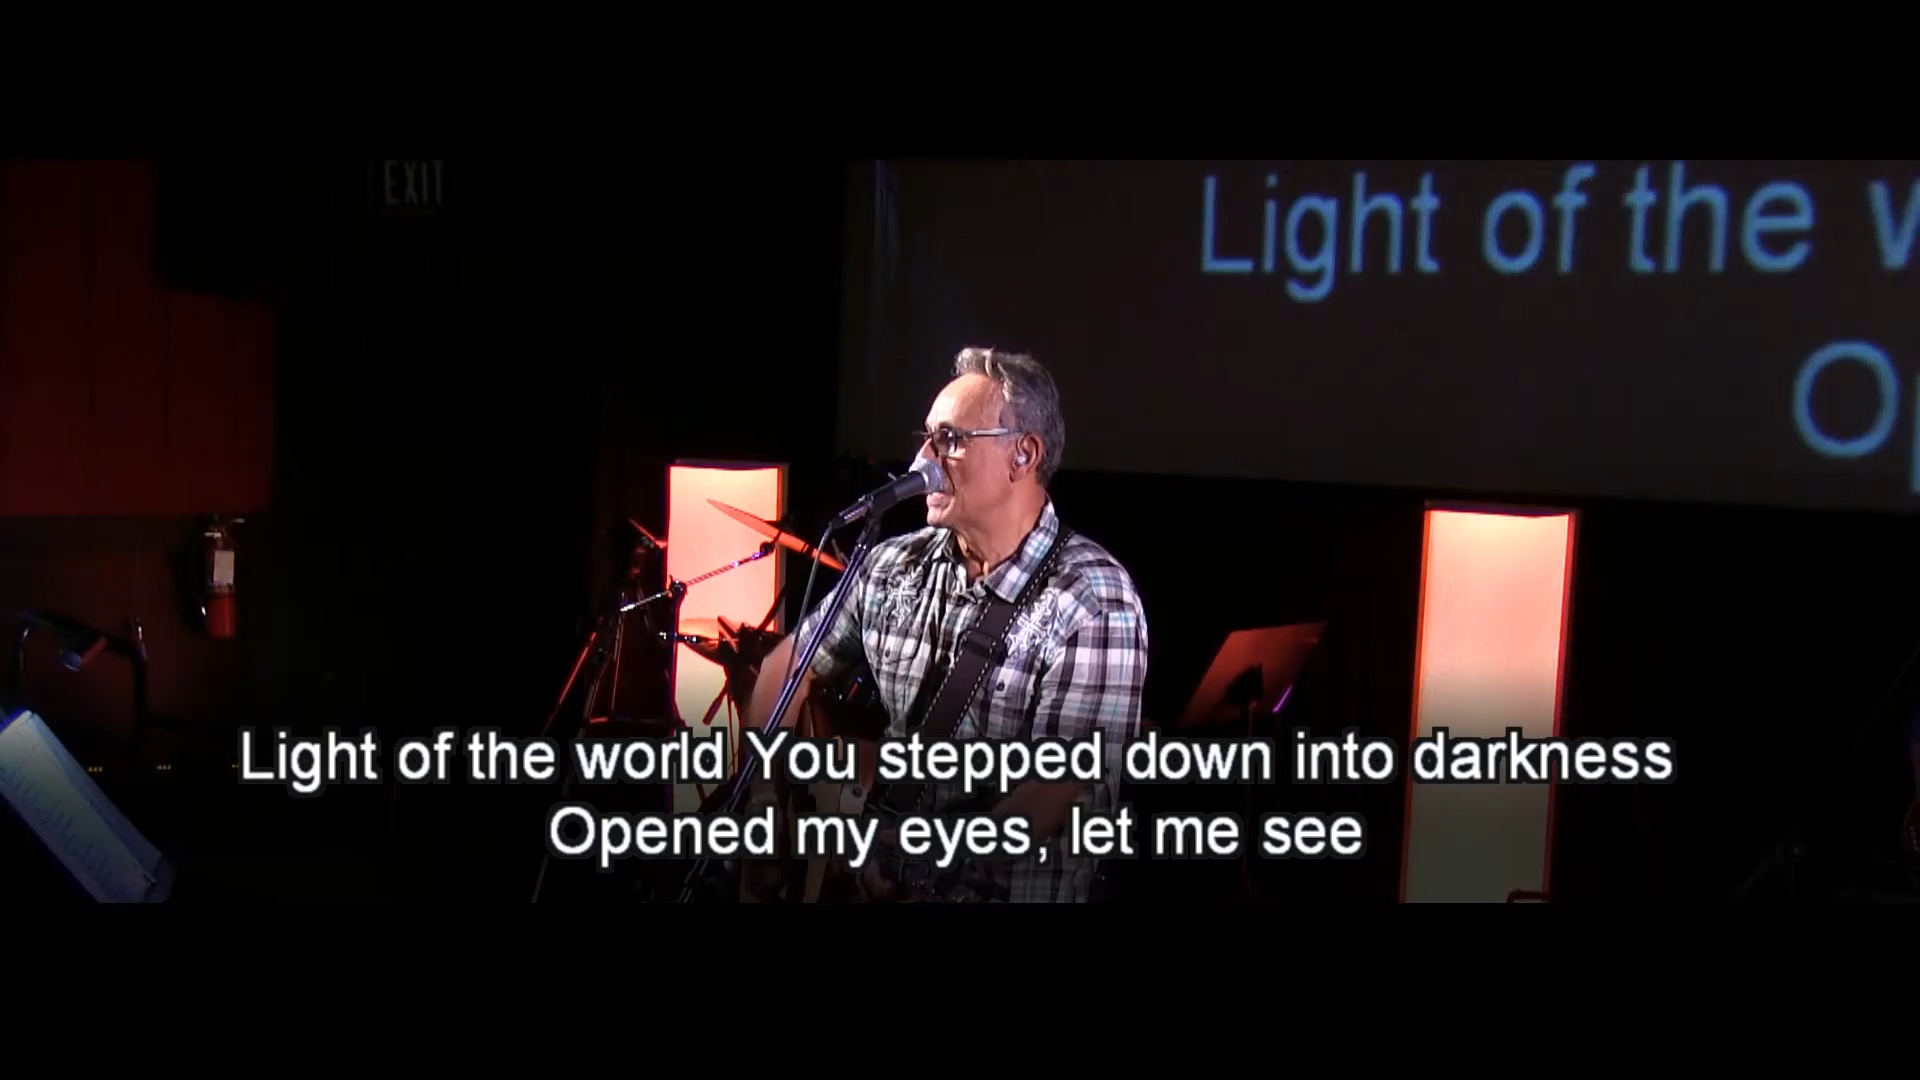 EXIT
Light of the w
Op
Light of the world You stepped down into darkness
Opened my eyes, let me see